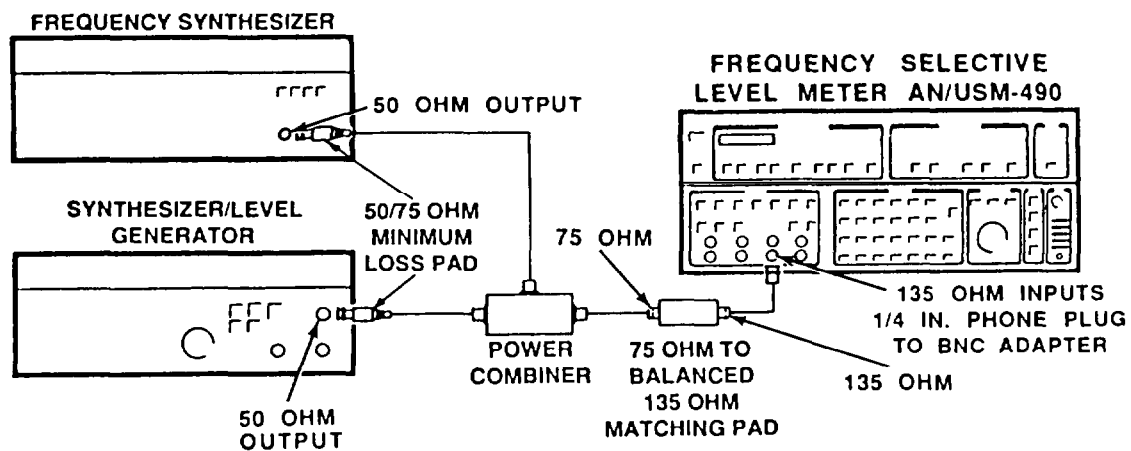 FREQUENCY SYNTHESIZER
50 OHM OUTPUT
FREQUENCY SELECTIVE
LEVEL METER AN/USM-490
SYNTHESIZER/LEVEL
GENERATOR
50/75 OHM
MINIMUM
LOSS PAD
75 OHM
135 OHM INPUTS
1/4 IN. PHONE PLUG
TO BNC ADAPTER
POWER
COMBINER
75 OHM TO
BALANCED
135 OHM
MATCHING PAD
135 OHM
50 OHM
OUTPUT